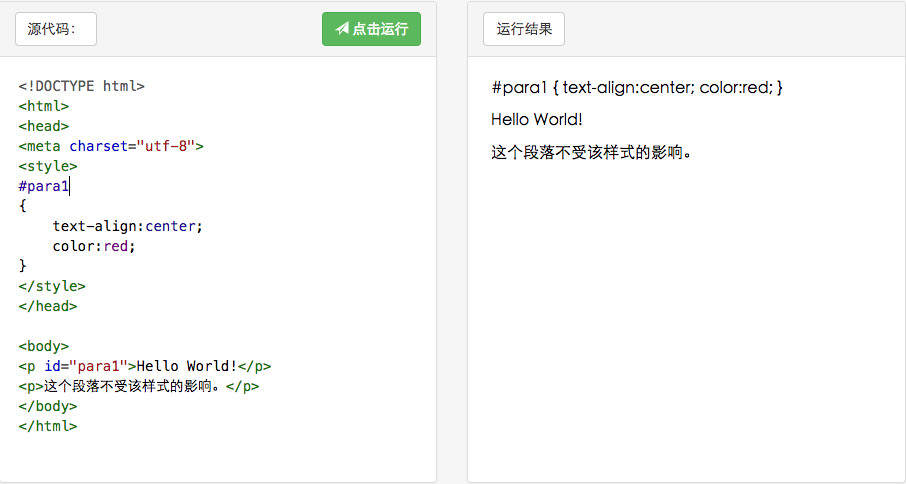 源代码：
点击运行
<!DOCTYPE html>
<html>
<head>
<meta charset="utf-8">
<style>
#para1
{
    text-align:center;
    color:red;
}
</style>
</head>

<body>
<p id="para1">Hello World!</p>
<p>这个段落不受该样式的影响。</p>
</body>
</html>
运行结果
#para1 { text-align:center; color:red; }
Hello World!
这个段落不受该样式的影响。